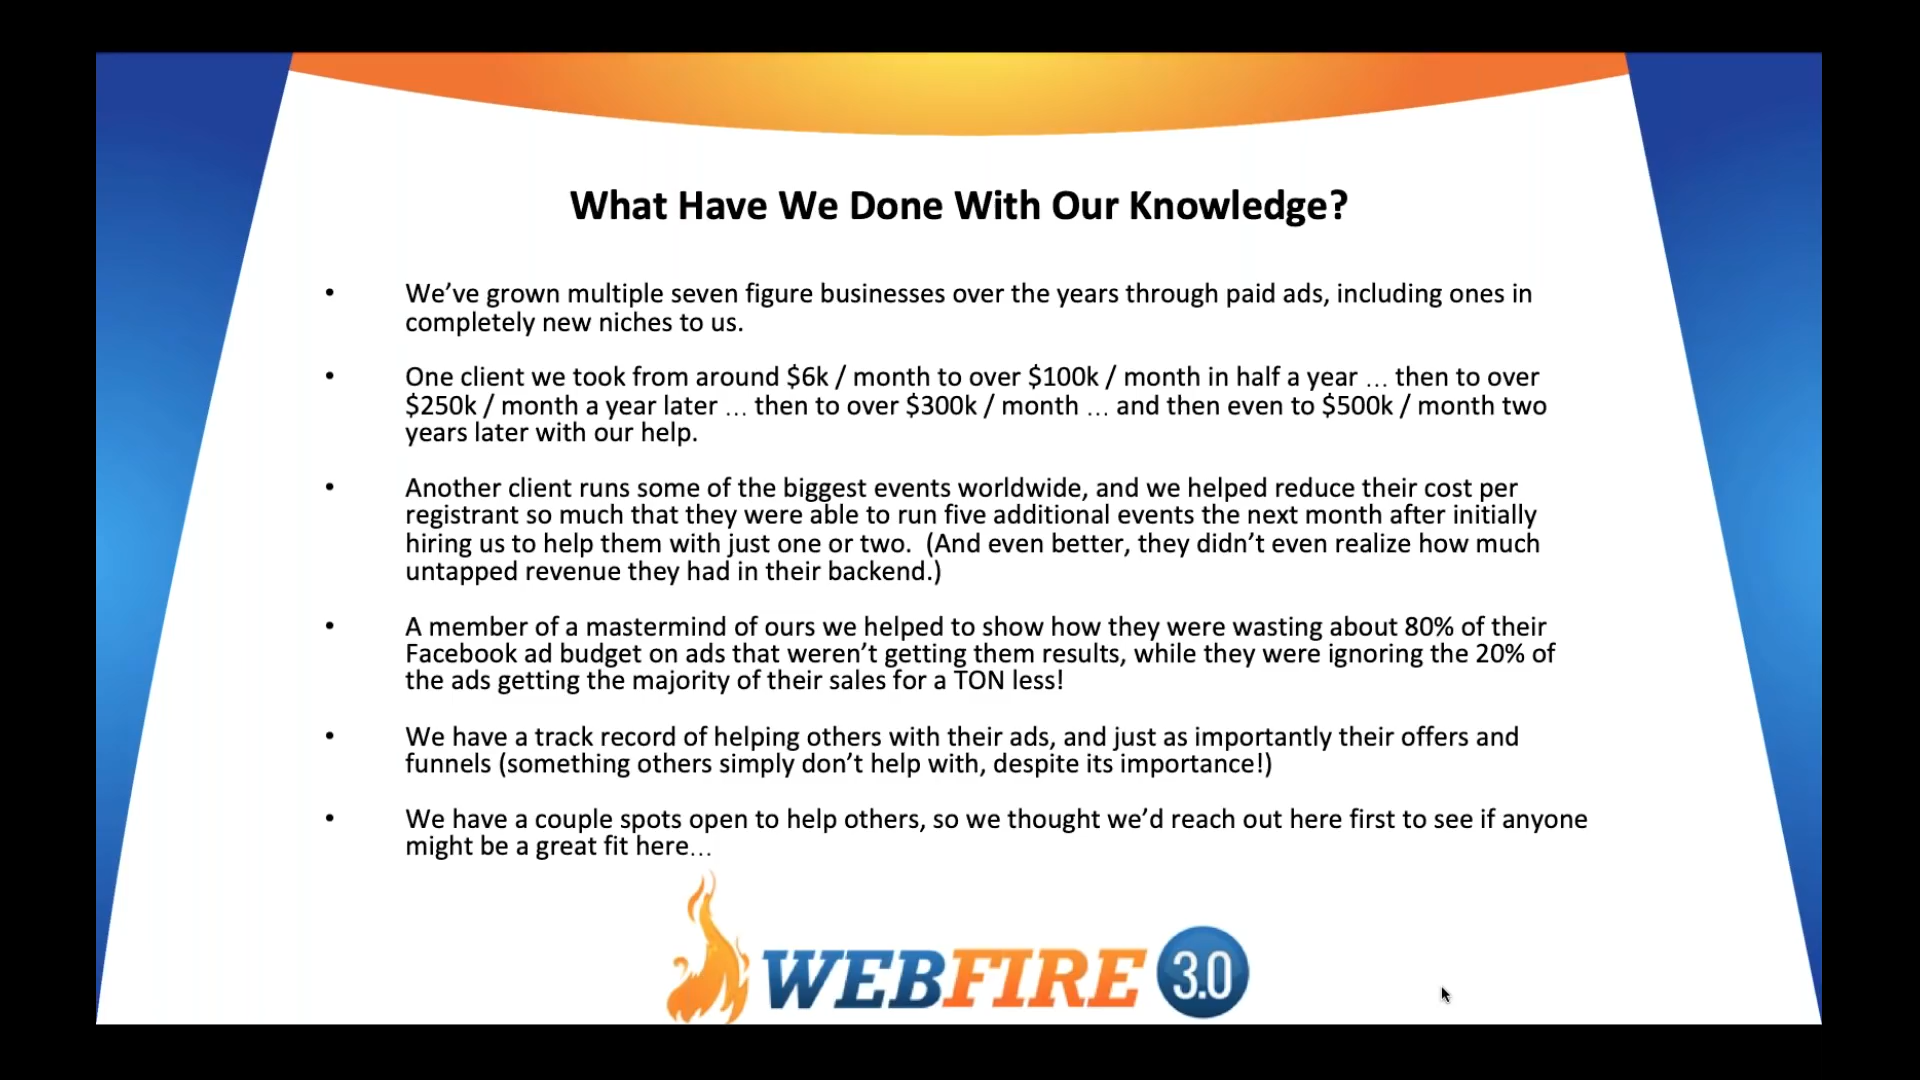 What Have We Done With Our Knowledge?
• We’ve grown multiple seven figure businesses over the years through paid ads, including ones in
completely new niches to us.
• One client we took from around $6k / month to over $100k / month in half a year … then to over
$250k / month a year later … then to over $300k / month … and then even to $500k / month two
years later with our help.
• Another client runs some of the biggest events worldwide, and we helped reduce their cost per
registrant so much that they were able to run five additional events the next month after initially
hiring us to help them with just one or two.  (And even better, they didn’t even realize how much
untapped revenue they had in their backend.)
• A member of a mastermind of ours we helped to show how they were wasting about 80% of their
Facebook ad budget on ads that weren’t getting them results, while they were ignoring the 20% of
the ads getting the majority of their sales for a TON less!
• We have a track record of helping others with their ads, and just as importantly their offers and
funnels (something others simply don’t help with, despite its importance!)
• We have a couple spots open to help others, so we thought we’d reach out here first to see if anyone
might be a great fit here…
WEBFIRE 3.0